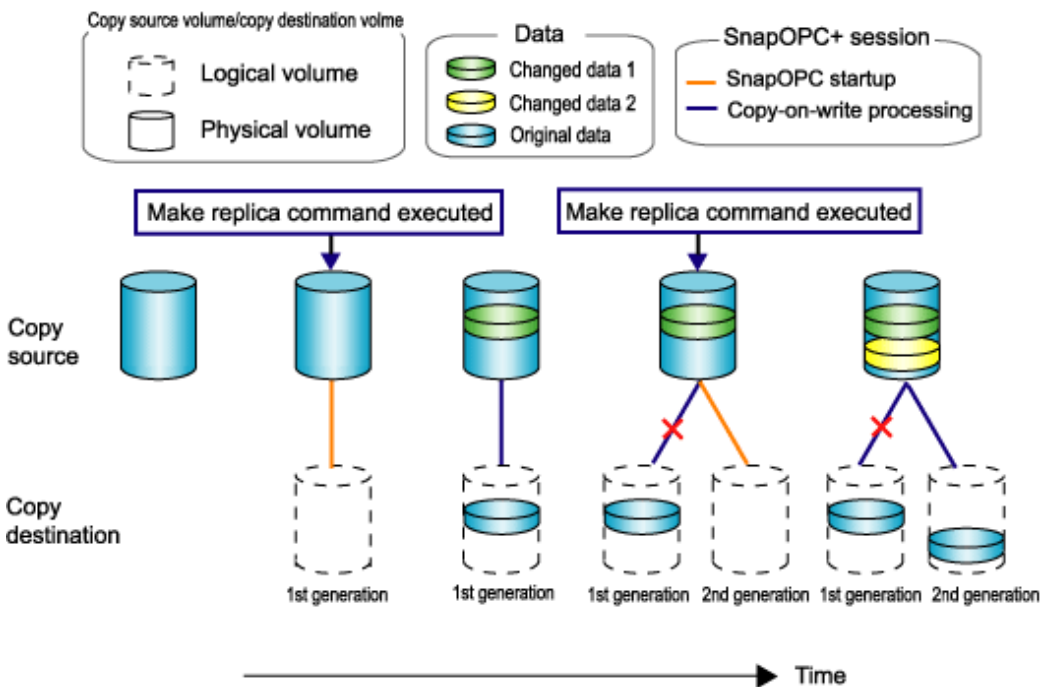 Copy source volume/copy destination volme
Logical volume
Physical volume
Data
Changed data 1
Changed data 2
Original data
SnapOPC+ session
SnapOPC startup
Copy-on-write processing
Make replica command executed
Make replica command executed
Copy
source
Copy
destination
1st generation
1st generation
1st generation
2nd generation
1st generation
2nd generation
Time